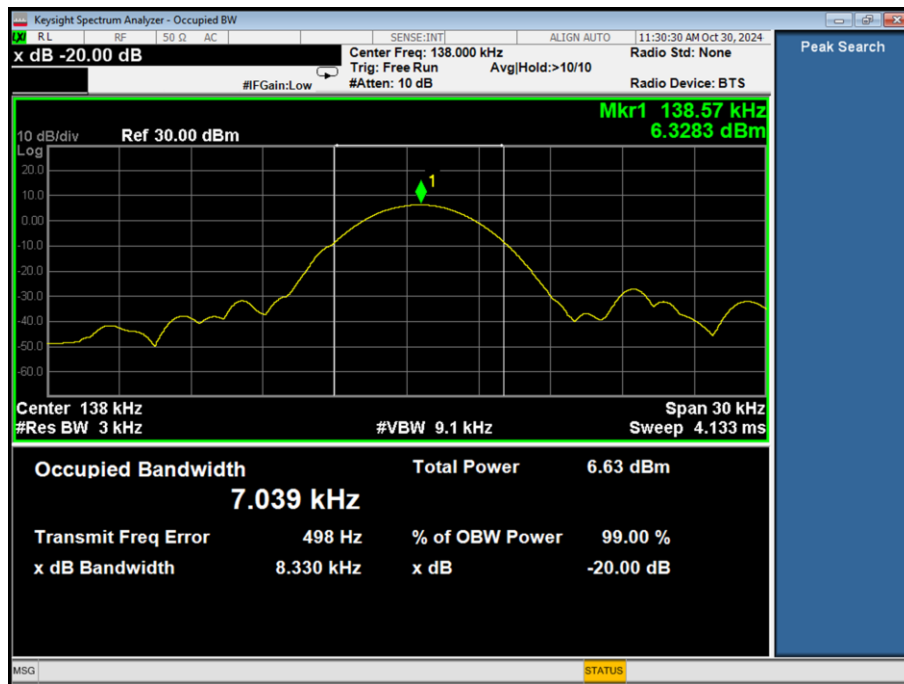 Keysight Spectrum Analyzer - Occupied BW
LXI RL RF 50 Ω AC SENSE:INT ALIGN AUTO 11:30:30 AM Oct 30, 2024
x dB -20.00 dB Center Freq: 138.000 kHz Radio Std: None Peak Search
Trig: Free Run Avg|Hold:>10/10
#IFGain:Low #Atten: 10 dB Radio Device: BTS
Mkr1 138.57 kHz
10 dB/div Ref 30.00 dBm 6.3283 dBm
Log
20.0
1
10.0
0.00
-10.0
-20.0
-30.0
-40.0
-50.0
-60.0
Center 138 kHz Span 30 kHz
#Res BW 3 kHz #VBW 9.1 kHz Sweep 4.133 ms
Occupied Bandwidth Total Power 6.63 dBm
7.039 kHz
Transmit Freq Error 498 Hz % of OBW Power 99.00 %
x dB Bandwidth 8.330 kHz x dB -20.00 dB
MSG STATUS